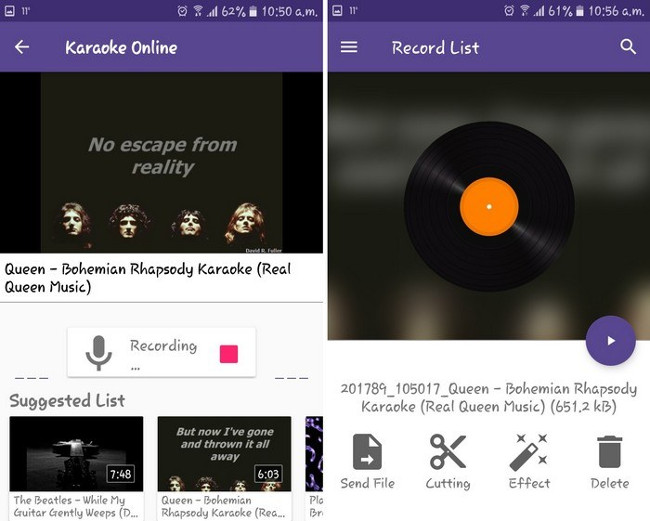 11°
62%
10:50 a.m.
Karaoke Online
No escape from
reality
David R. Fuller
Queen – Bohemian Rhapsody Karaoke (Real
Queen Music)
Recording
...
Suggested List
7:48
The Beatles – While My
Guitar Gently Weeps (D...
But now I've gone
and thrown it all
away
6:03
Queen – Bohemian
Rhapsody Karaoke (Rea...
Pla
Bro
11°
61%
10:56 a.m.
Record List
201789_105017_Queen – Bohemian Rhapsody
Karaoke (Real Queen Music) (651.2 kB)
Send File
Cutting
Effect
Delete